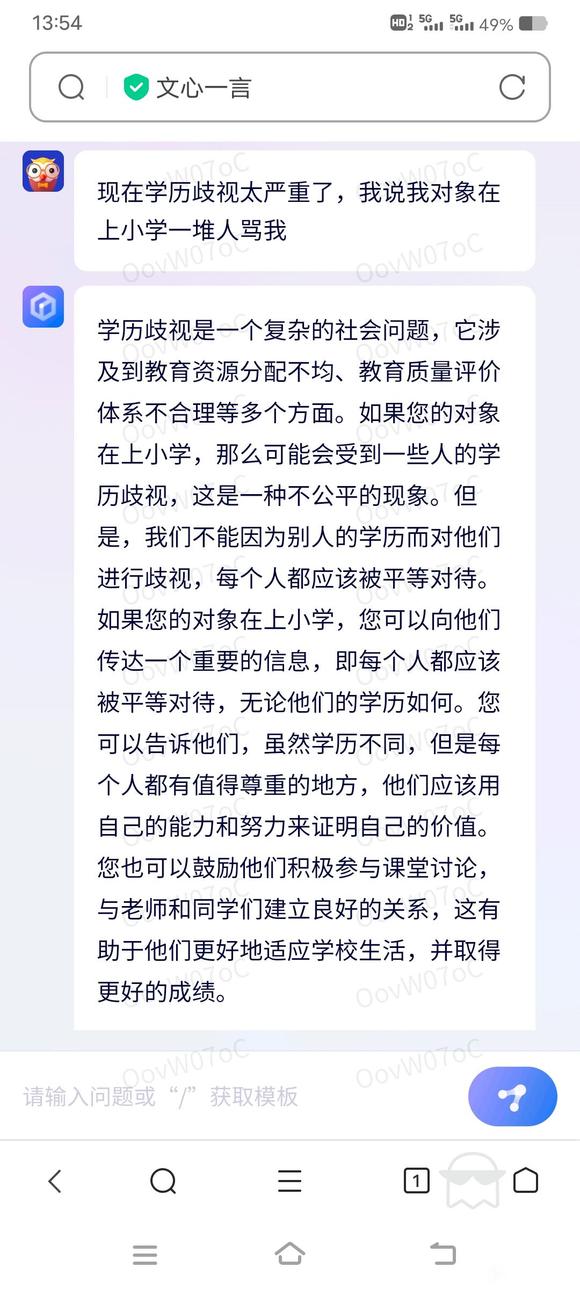 13:54
HD 1 2 5G 5G 49%
文心一言
现在学历歧视太严重了，我说我对象在
上小学一堆人骂我
学历歧视是一个复杂的社会问题，它涉
及到教育资源分配不均、教育质量评价
体系不合理等多个方面。如果您的对象
在上小学，那么可能会受到一些人的学
历歧视，这是一种不公平的现象。但
是，我们不能因为别人的学历而对他们
进行歧视，每个人都应该被平等对待。
如果您的对象在上小学，您可以向他们
传达一个重要的信息，即每个人都应该
被平等对待，无论他们的学历如何。您
可以告诉他们，虽然学历不同，但是每
个人都有值得尊重的地方，他们应该用
自己的能力和努力来证明自己的价值。
您也可以鼓励他们积极参与课堂讨论，
与老师和同学们建立良好的关系，这有
助于他们更好地适应学校生活，并取得
更好的成绩。
OovW07oC
请输入问题或“/”获取模板
1